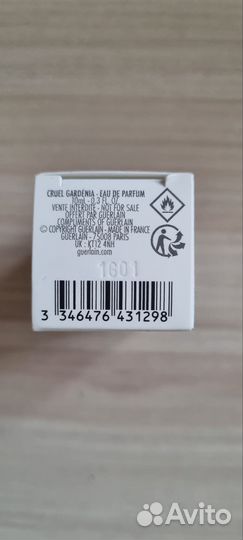 CRUEL GARDENIA - EAU DE PARFUM
10ml - 0.3 FL. OZ.
VENTE INTERDITE - NOT FOR SALE
OFFERT PAR GUERLAIN
COMPLIMENTS OF GUERLAIN
© COPYRIGHT GUERLAIN - MADE IN FRANCE
GUERLAIN - 75008 PARIS
UK : KT12 4NH
guerlain.com
1G01
3 346476 431298
Avito